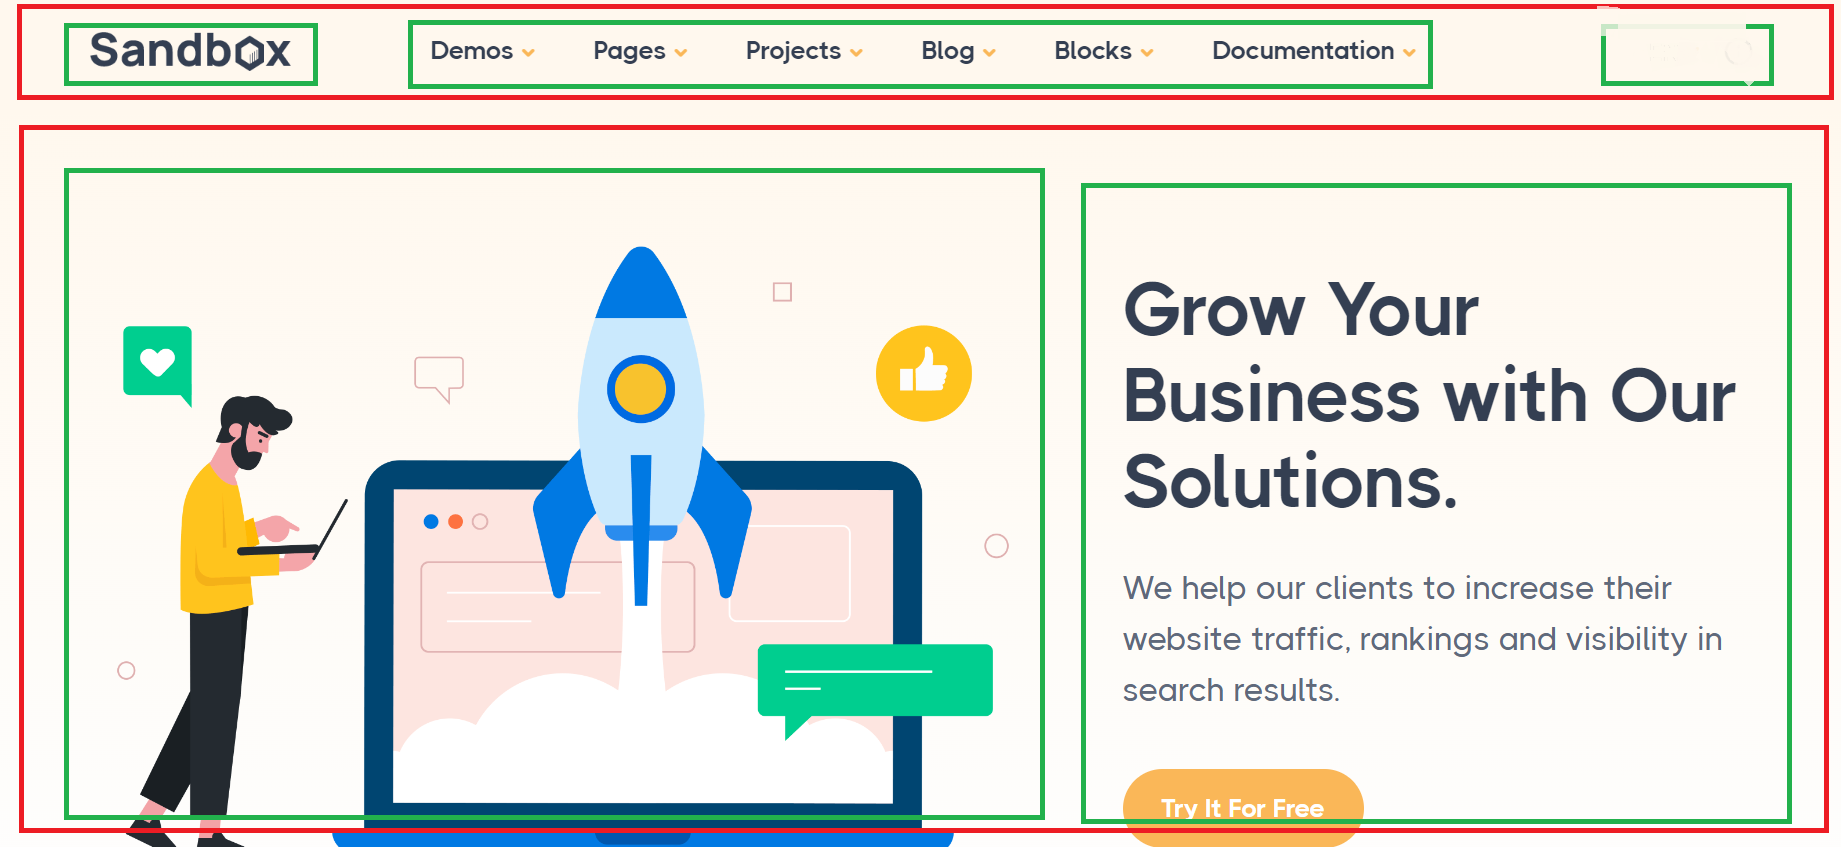 Sandbox
Demos Pages Projects Blog Blocks Documentation
Grow Your
Business with Our
Solutions.
We help our clients to increase their
website traffic, rankings and visibility in
search results.
Try It For Free